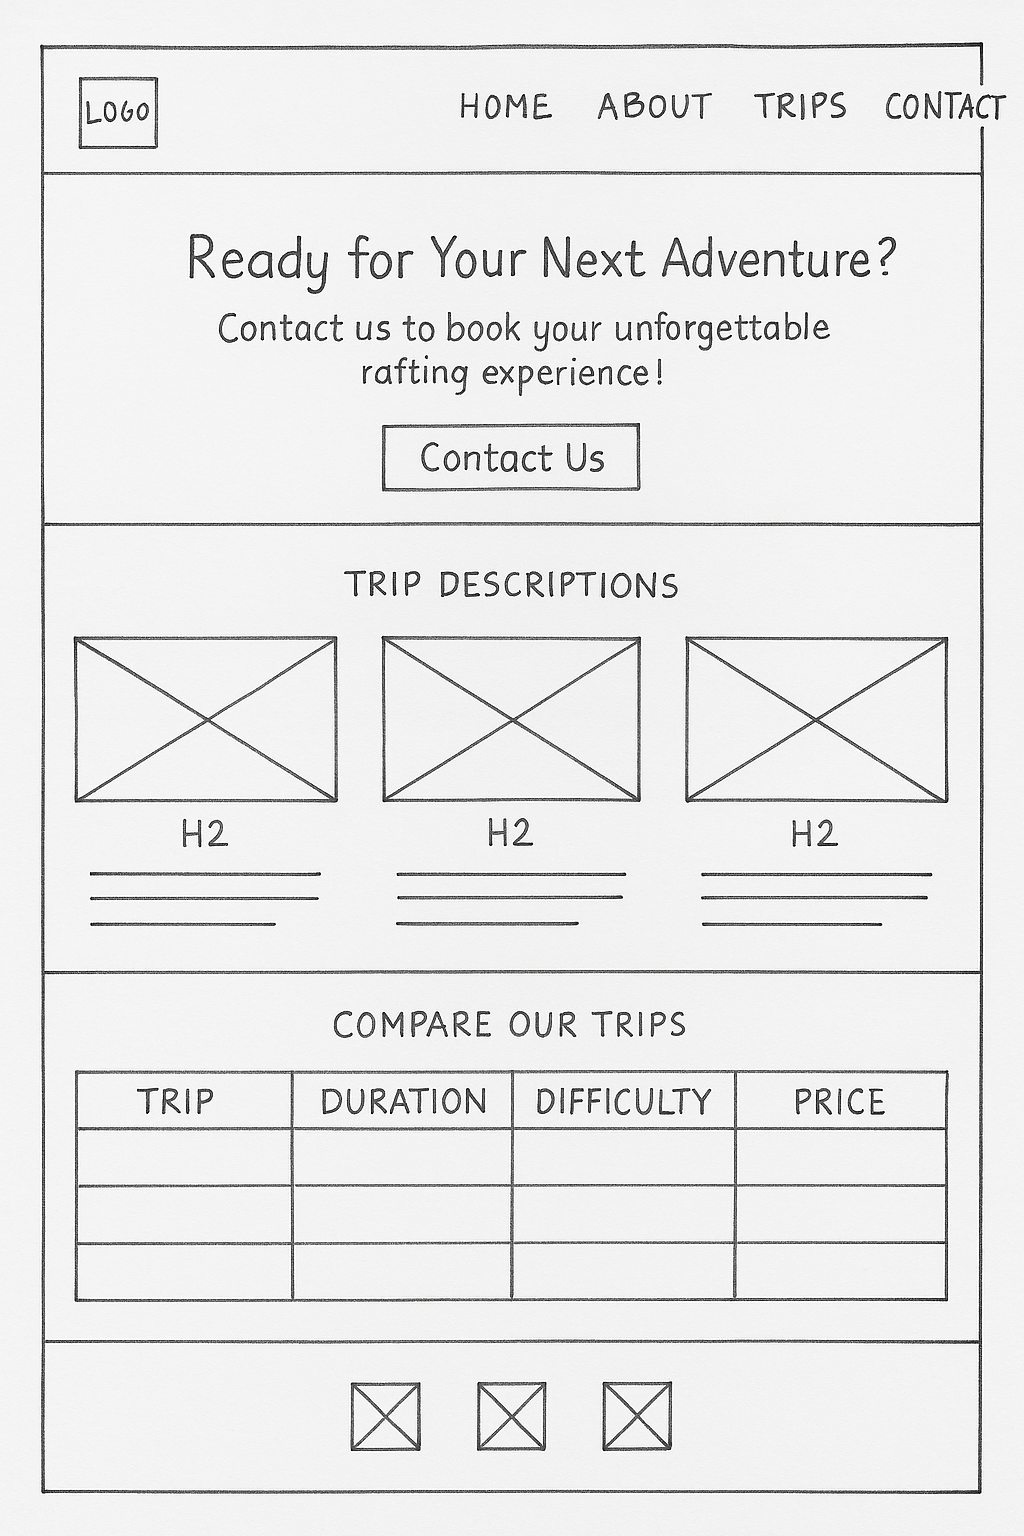 LOGO
HOME ABOUT TRIPS CONTACT
Ready for Your Next Adventure?
Contact us to book your unforgettable
rafting experience!
Contact Us
TRIP DESCRIPTIONS
H2 H2 H2
COMPARE OUR TRIPS
TRIP DURATION DIFFICULTY PRICE